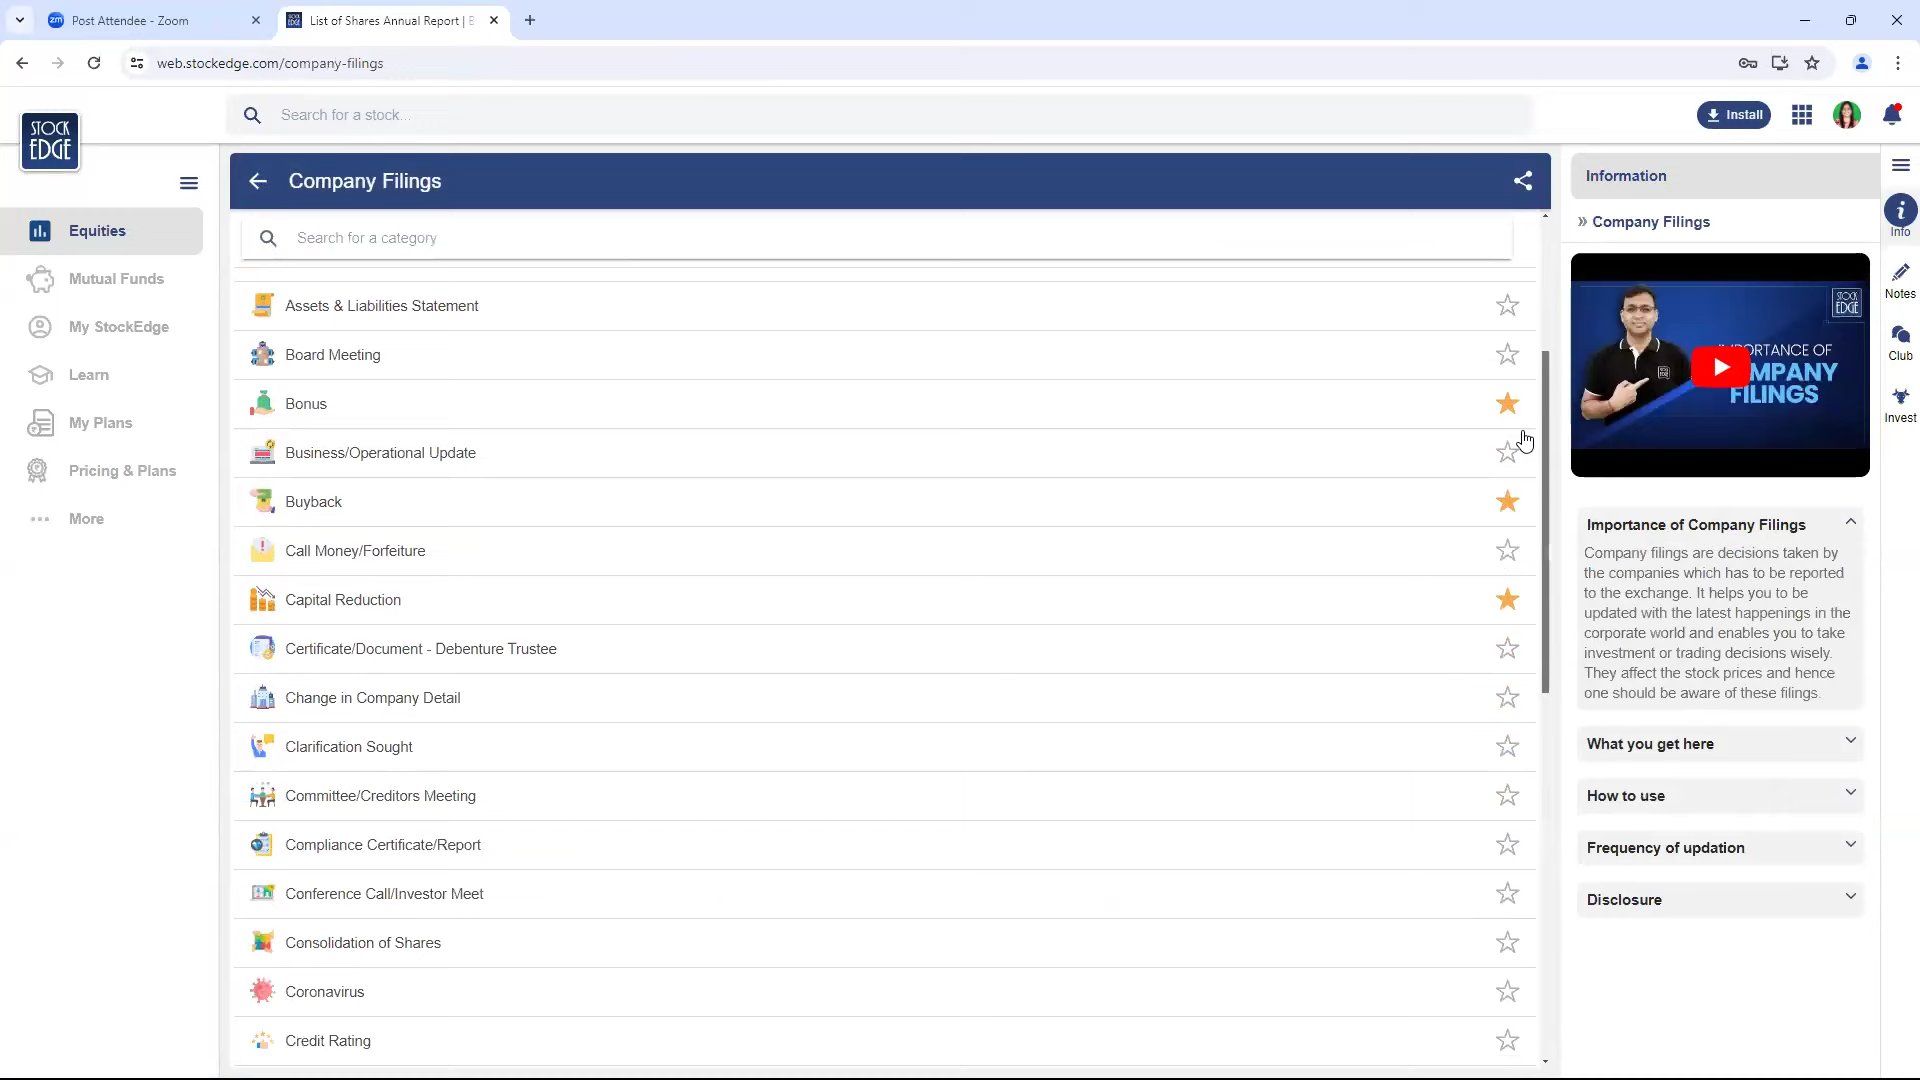 zm Post Attendee - Zoom
List of Shares Annual Report |
web.stockedge.com/company-filings
STOCK
EDGE
Search for a stock...
Install
Equities
Mutual Funds
My StockEdge
Learn
My Plans
Pricing & Plans
More
Company Filings
Search for a category
Assets & Liabilities Statement
Board Meeting
Bonus
Business/Operational Update
Buyback
Call Money/Forfeiture
Capital Reduction
Certificate/Document - Debenture Trustee
Change in Company Detail
Clarification Sought
Committee/Creditors Meeting
Compliance Certificate/Report
Conference Call/Investor Meet
Consolidation of Shares
Coronavirus
Credit Rating
Information
» Company Filings
STOCK
EDGE
FILINGS
Importance of Company Filings
Company filings are decisions taken by
the companies which has to be reported
to the exchange. It helps you to be
updated with the latest happenings in the
corporate world and enables you to take
investment or trading decisions wisely.
They affect the stock prices and hence
one should be aware of these filings.
What you get here
How to use
Frequency of updation
Disclosure
Info
Notes
Club
Invest